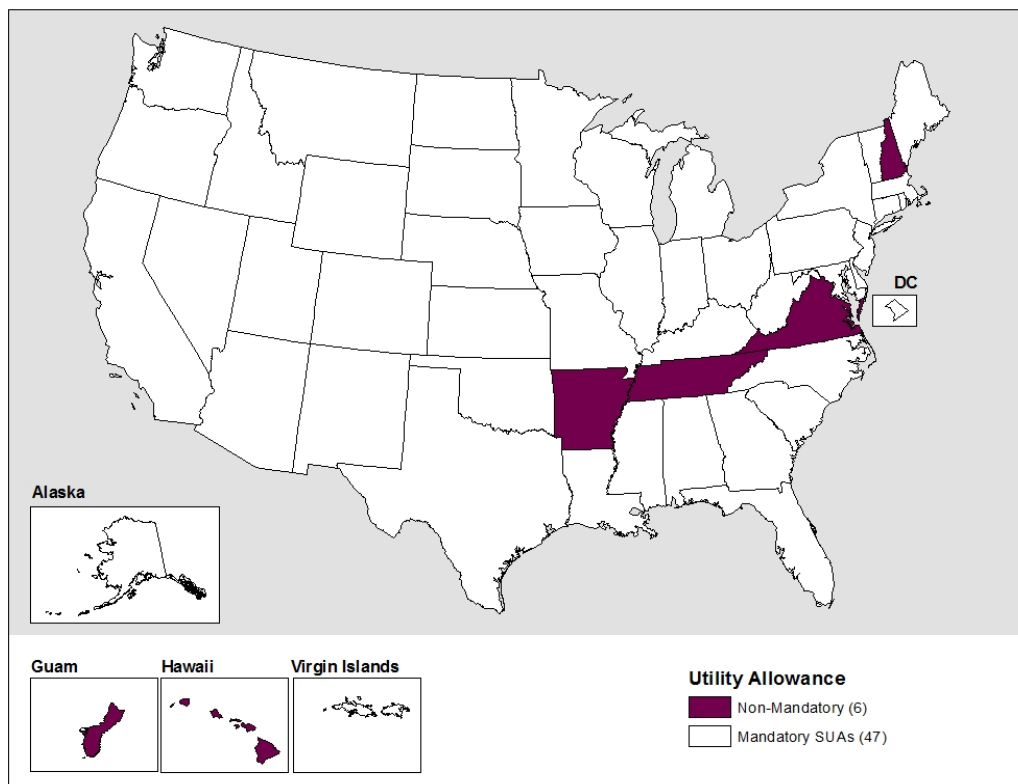 DC
Alaska
Guam
Hawaii
Virgin Islands
Utility Allowance
Non-Mandatory (6)
Mandatory SUAs (47)